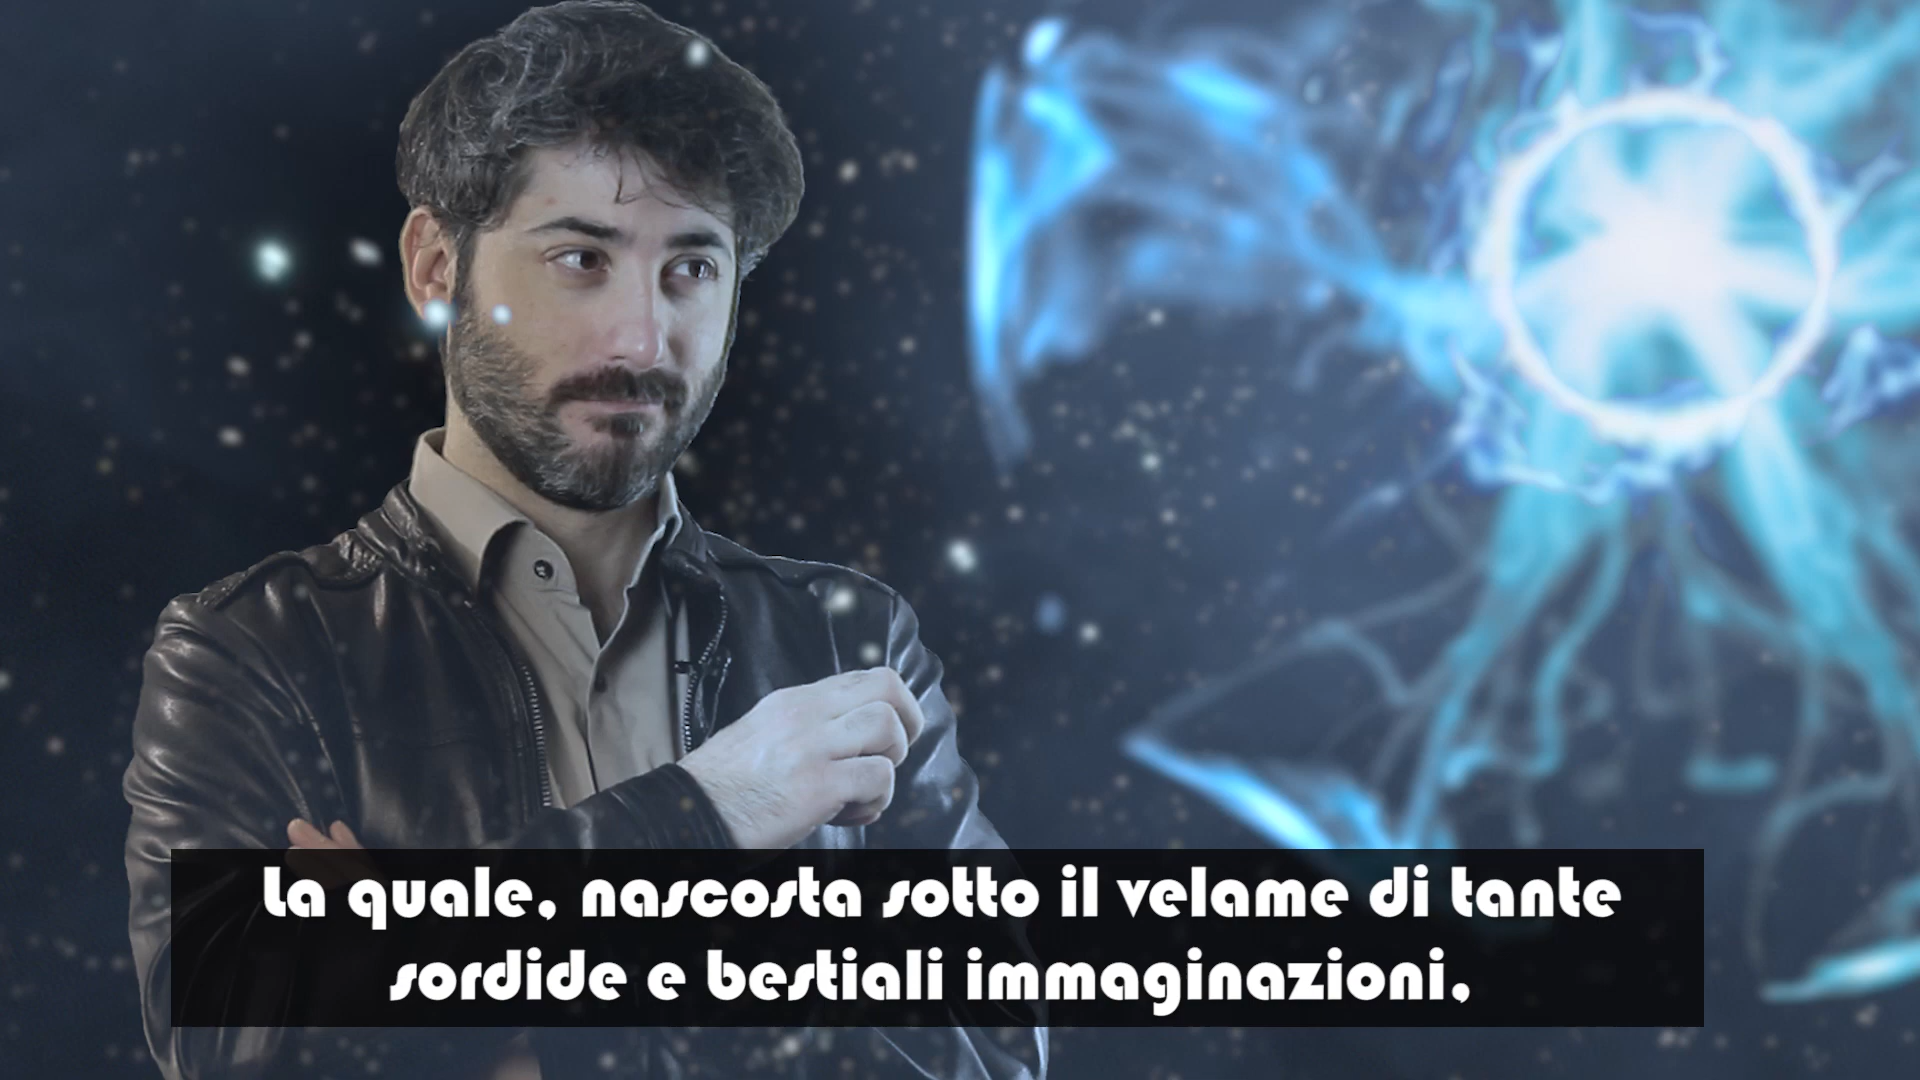 La quale, nascosta sotto il velame di tante
sordide e bestiali immaginazioni,